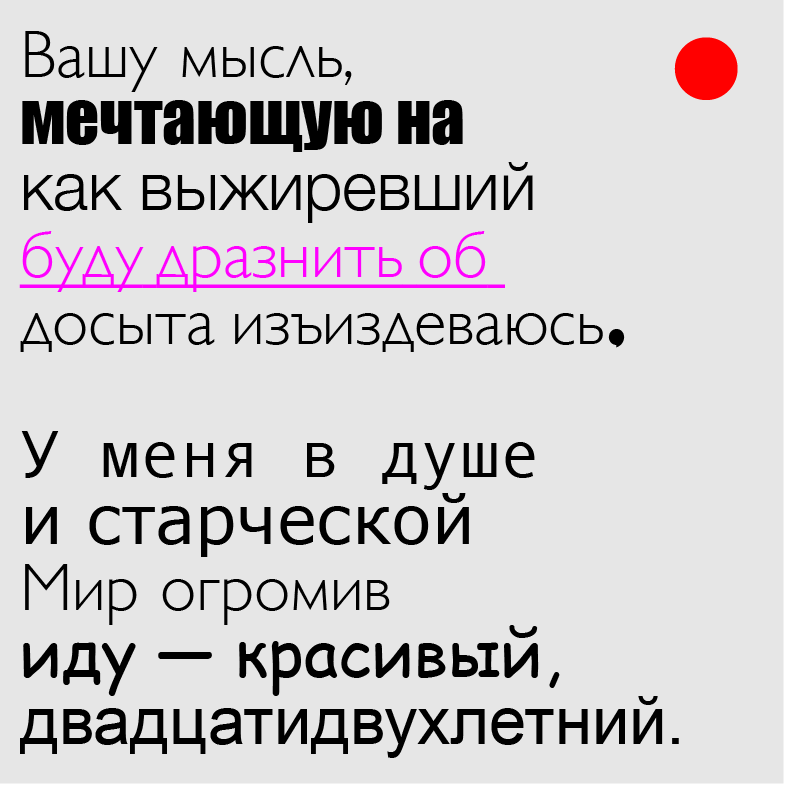 Вашу мысль,
мечтающую на
как выжиревший
буду дразнить об
досыта изъиздеваюсь,
У меня в душе
и старческой
Мир огромив
иду — красивый,
двадцатидвухлетний.